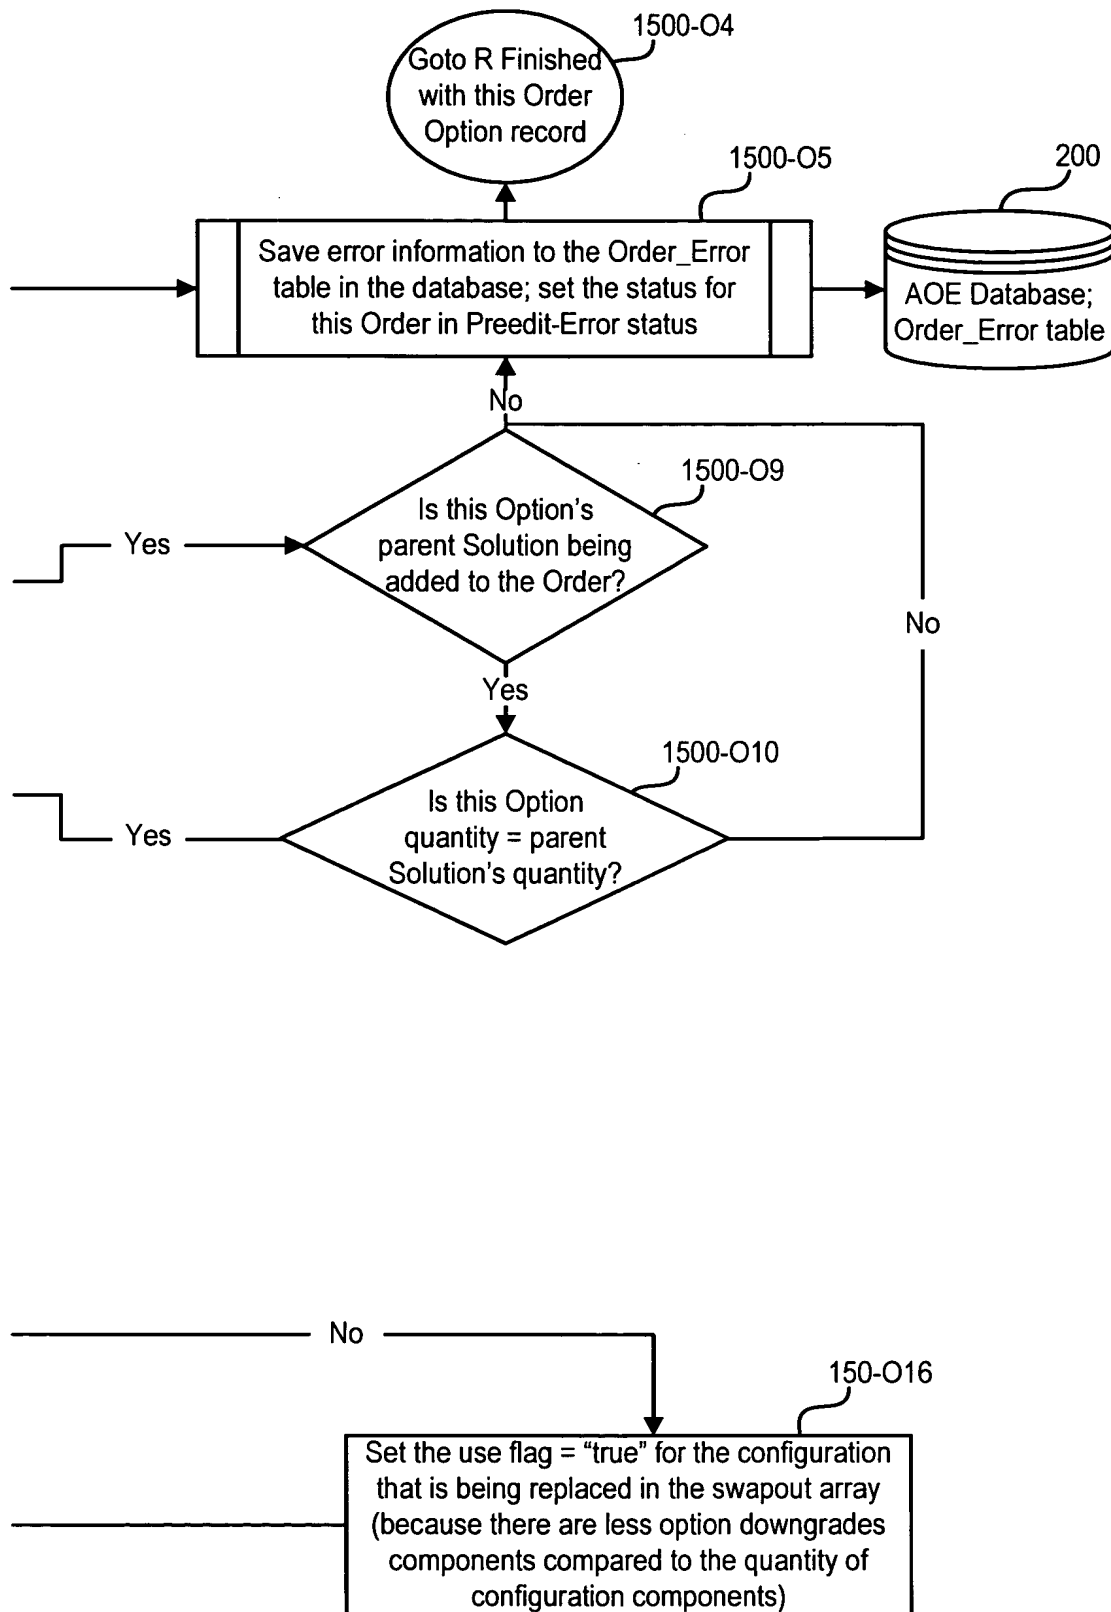 1500-O4
Goto R Finished
with this Order
Option record
1500-O5
200
Save error information to the Order_Error
table in the database; set the status for
this Order in Preedit-Error status
AOE Database;
Order_Error table
No
1500-O9
Is this Option's
parent Solution being
added to the Order?
Yes
No
Yes
1500-O10
Is this Option
quantity = parent
Solution's quantity?
Yes
No
150-O16
Set the use flag = “true” for the configuration
that is being replaced in the swapout array
(because there are less option downgrades
components compared to the quantity of
configuration components)